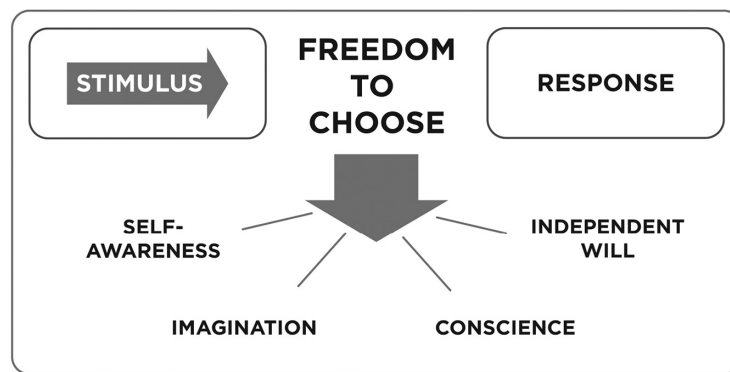 STIMULUS
FREEDOM
TO
CHOOSE
RESPONSE
SELF-
AWARENESS
IMAGINATION
CONSCIENCE
INDEPENDENT
WILL